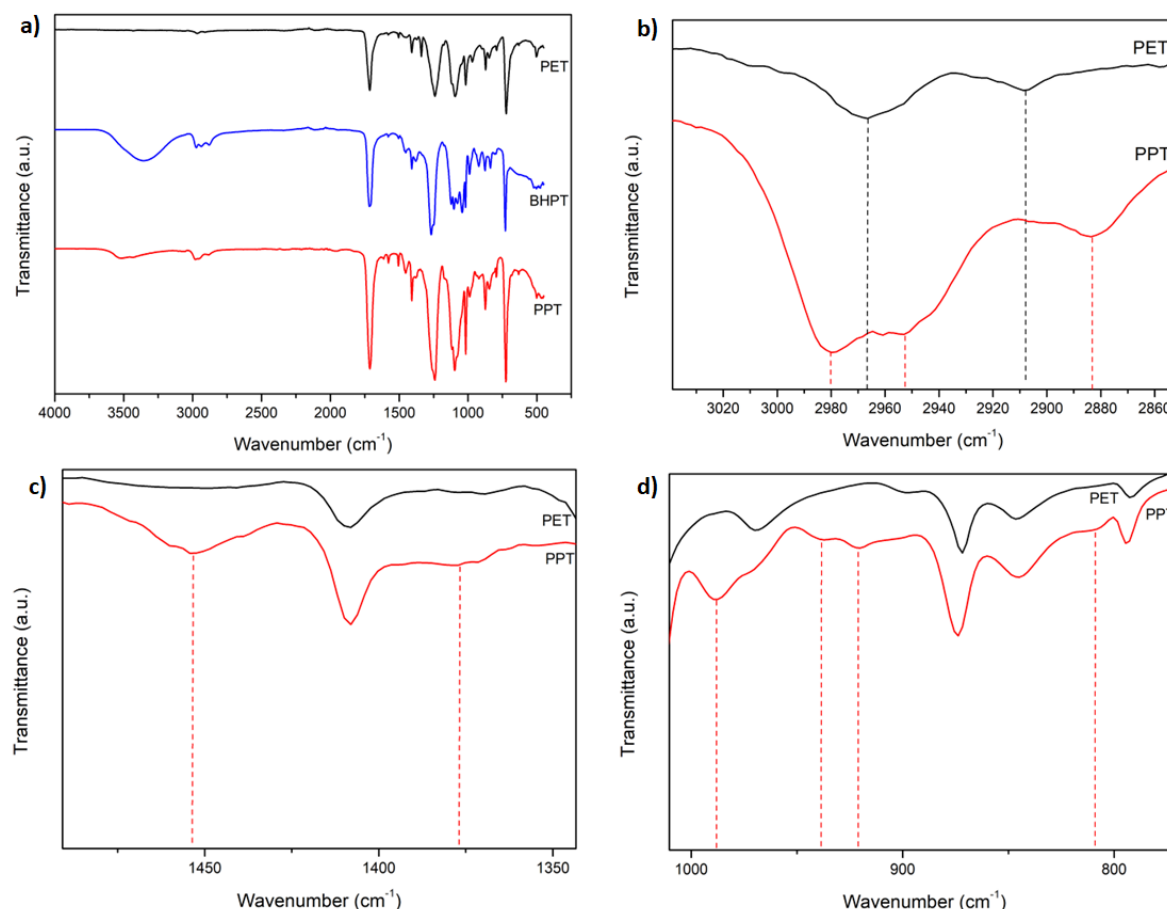 a)
Transmittance (a.u.)
PET
BHPT
PPT
4000 3500 3000 2500 2000 1500 1000 500
Wavenumber (cm-1)
b)
Transmittance (a.u.)
PET
PPT
3020 3000 2980 2960 2940 2920 2900 2880 2860
Wavenumber (cm-1)
c)
Transmittance (a.u.)
PET
PPT
1450 1400 1350
Wavenumber (cm-1)
d)
Transmittance (a.u.)
PET
PPT
1000 900 800
Wavenumber (cm-1)